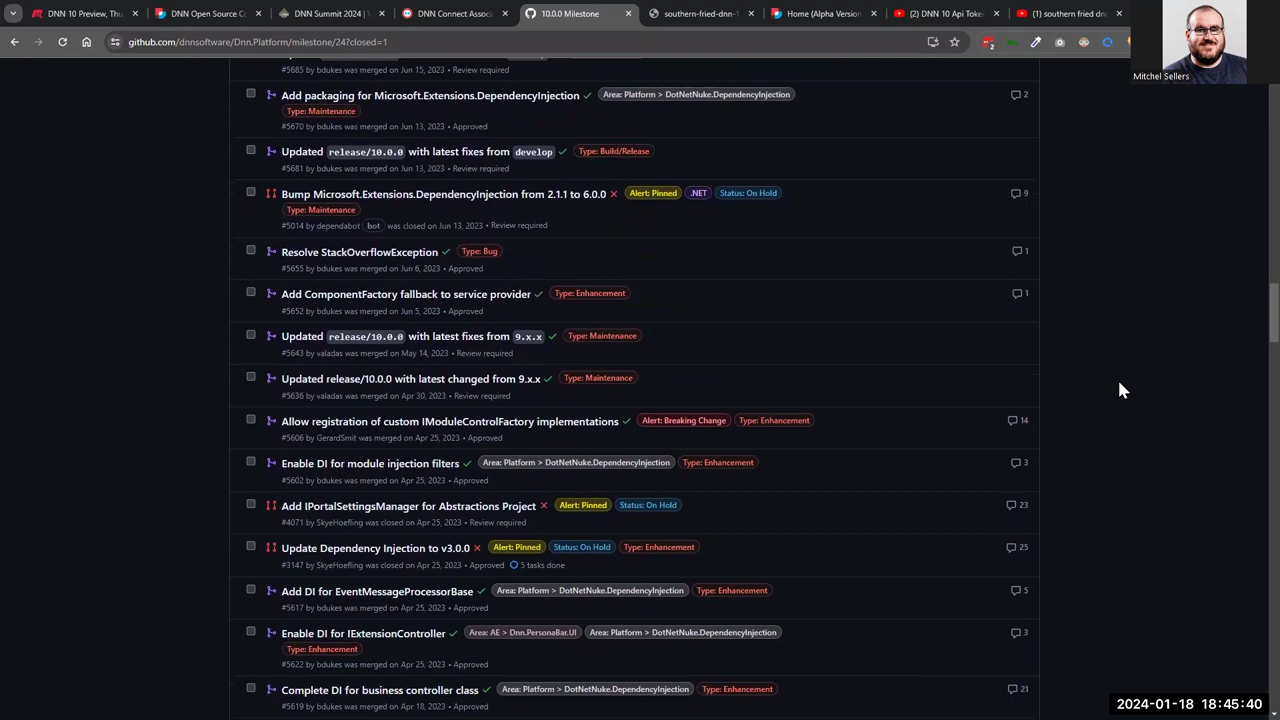 DNN 10 Preview, Thu
DNN Open Source C
DNN Summit 2024 | V
DNN Connect Assoc
10.0.0 Milestone
southern-fried-dnn-1
Home (Alpha Version
(2) DNN 10 Api Token
(1) southern fried dn
github.com/dnnsoftware/Dnn.Platform/milestone/24?closed=1
2
Mitchel Sellers
#5685 by bdukes was merged on Jun 15, 2023 • Review required
Add packaging for Microsoft.Extensions.DependencyInjection Area: Platform > DotNetNuke.DependencyInjection 2
Type: Maintenance
#5670 by bdukes was merged on Jun 13, 2023 • Approved
Updated release/10.0.0 with latest fixes from develop Type: Build/Release
#5681 by bdukes was merged on Jun 13, 2023 • Review required
Bump Microsoft.Extensions.DependencyInjection from 2.1.1 to 6.0.0 Alert: Pinned .NET Status: On Hold 9
Type: Maintenance
#5014 by dependabot bot was closed on Jun 13, 2023 • Review required
Resolve StackOverflowException Type: Bug 1
#5655 by bdukes was merged on Jun 6, 2023 • Approved
Add ComponentFactory fallback to service provider Type: Enhancement 1
#5652 by bdukes was merged on Jun 5, 2023 • Approved
Updated release/10.0.0 with latest fixes from 9.x.x Type: Maintenance
#5643 by valadas was merged on May 14, 2023 • Review required
Updated release/10.0.0 with latest changed from 9.x.x Type: Maintenance
#5636 by valadas was merged on Apr 30, 2023 • Review required
Allow registration of custom IModuleControlFactory implementations Alert: Breaking Change Type: Enhancement 14
#5606 by GerardSmit was merged on Apr 25, 2023 • Approved
Enable DI for module injection filters Area: Platform > DotNetNuke.DependencyInjection Type: Enhancement 3
#5602 by bdukes was merged on Apr 25, 2023 • Approved
Add IPortalSettingsManager for Abstractions Project Alert: Pinned Status: On Hold 23
#4071 by SkyeHoefling was closed on Apr 25, 2023 • Review required
Update Dependency Injection to v3.0.0 Alert: Pinned Status: On Hold Type: Enhancement 25
#3147 by SkyeHoefling was closed on Apr 25, 2023 • Approved 5 tasks done
Add DI for EventMessageProcessorBase Area: Platform > DotNetNuke.DependencyInjection Type: Enhancement 5
#5617 by bdukes was merged on Apr 25, 2023 • Approved
Enable DI for IExtensionController Area: AE > Dnn.PersonaBar.UI Area: Platform > DotNetNuke.DependencyInjection 3
Type: Enhancement
#5622 by bdukes was merged on Apr 25, 2023 • Approved
Complete DI for business controller class Area: Platform > DotNetNuke.DependencyInjection Type: Enhancement 21
#5619 by bdukes was merged on Apr 18, 2023 • Approved
2024-01-18 18:45:40